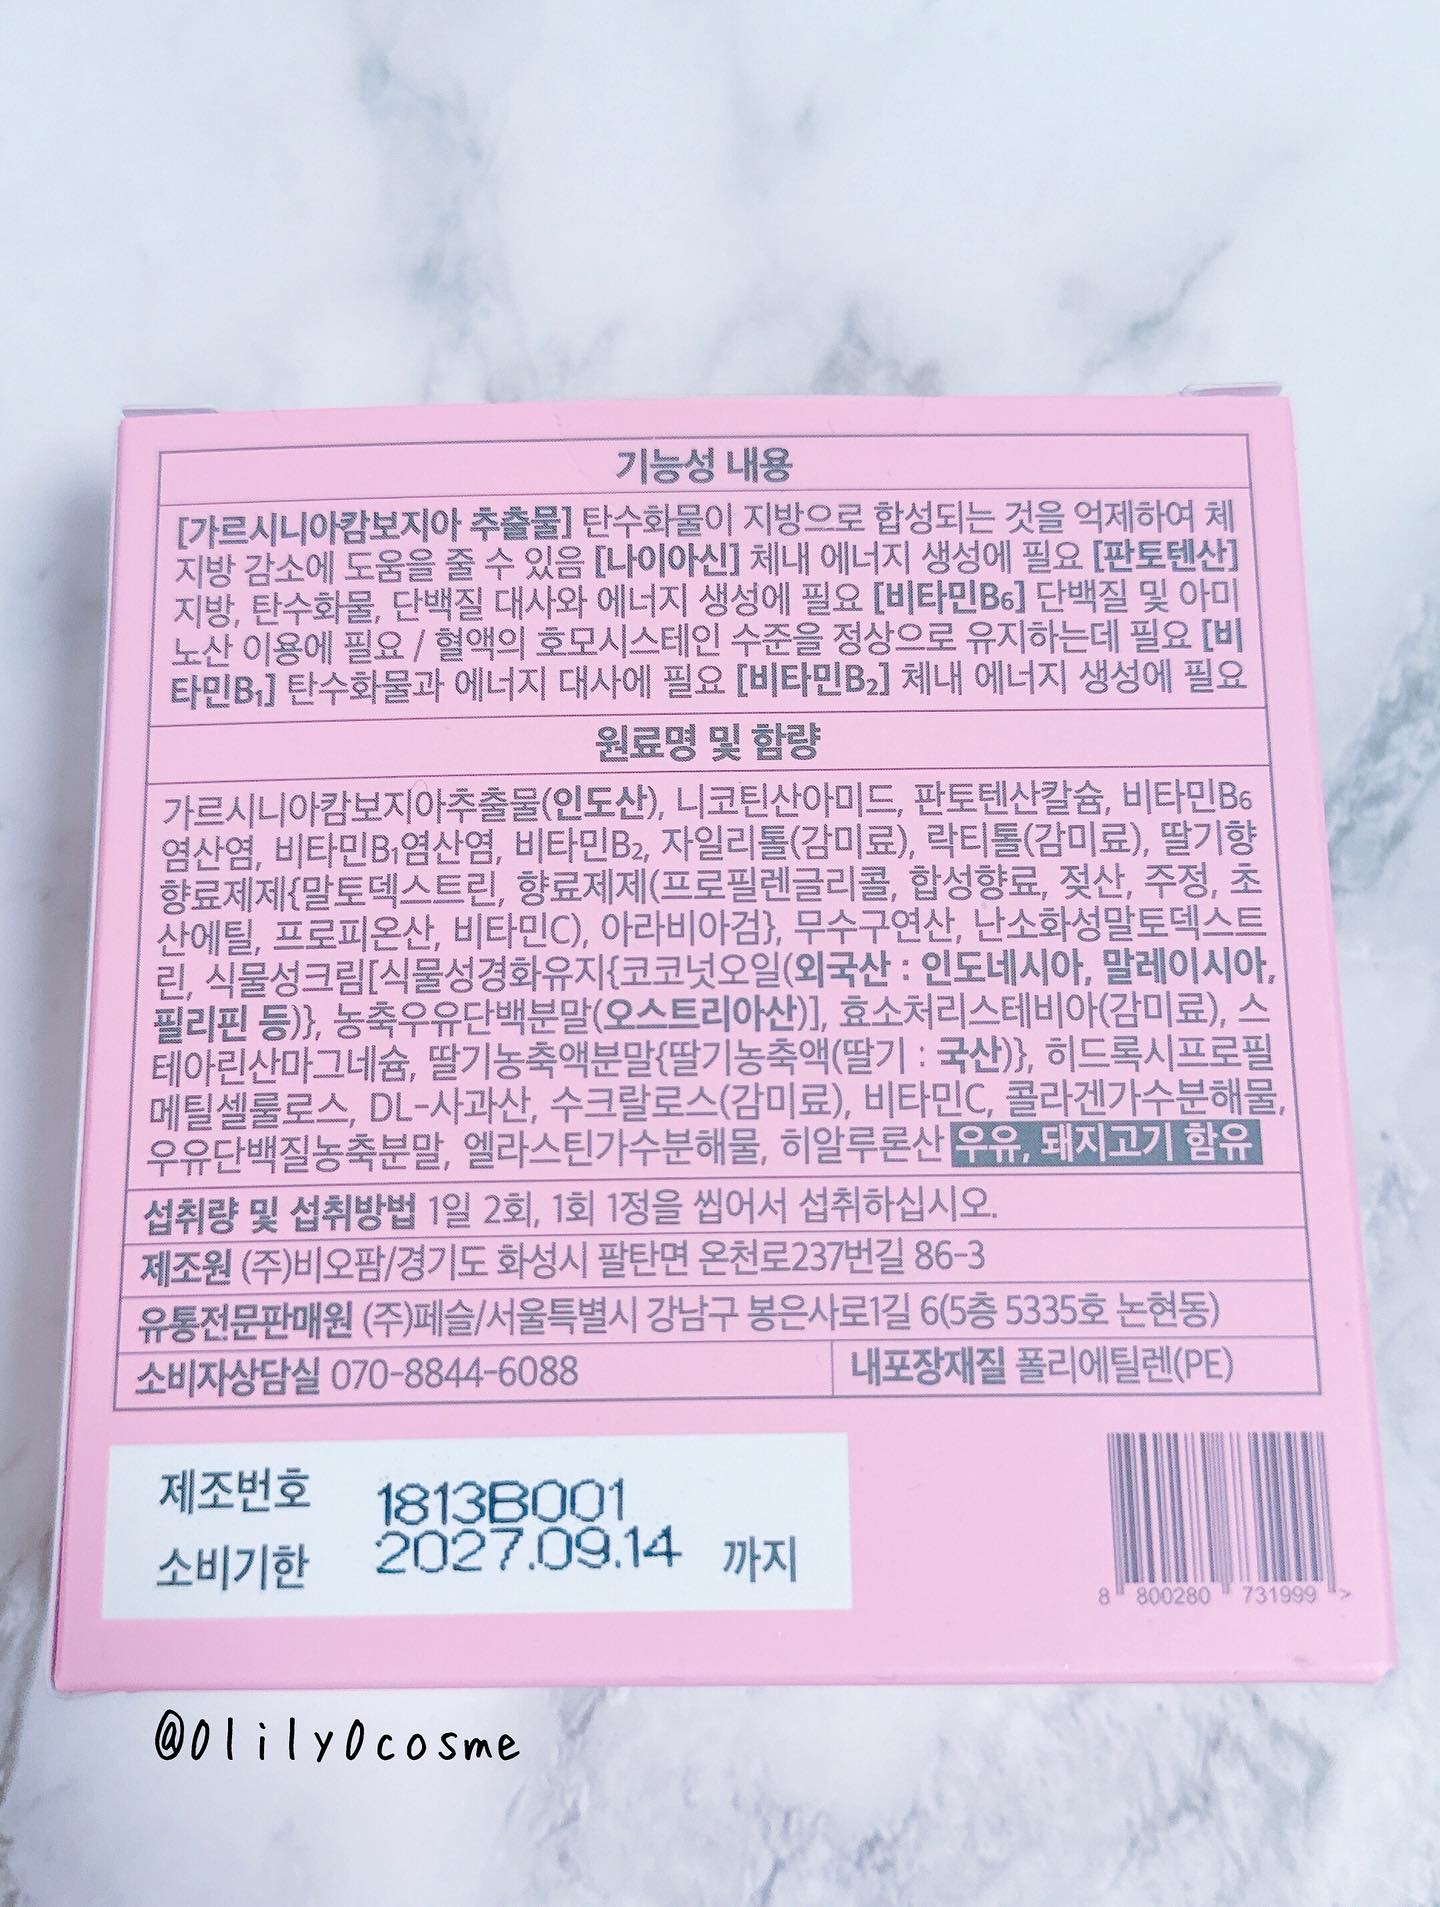 기능성 내용
[가르시니아캄보지아 추출물] 탄수화물이 지방으로 합성되는 것을 억제하여 체
지방 감소에 도움을 줄 수 있음 [나이아신] 체내 에너지 생성에 필요 [판토텐산]
지방, 탄수화물, 단백질 대사와 에너지 생성에 필요 [비타민B₆] 단백질 및 아미
노산 이용에 필요 / 혈액의 호모시스테인 수준을 정상으로 유지하는데 필요 [비
타민B₁] 탄수화물과 에너지 대사에 필요 [비타민B₂] 체내 에너지 생성에 필요
원료명 및 함량
가르시니아캄보지아추출물(인도산), 니코틴산아미드, 판토텐산칼슘, 비타민B₆
염산염, 비타민B₁염산염, 비타민B₂, 자일리톨(감미료), 락티톨(감미료), 딸기향
향료제제{말토덱스트린, 향료제제(프로필렌글리콜, 합성향료, 젖산, 주정, 초
산에틸, 프로피온산, 비타민C), 아라비아검}, 무수구연산, 난소화성말토덱스트
린, 식물성크림[식물성경화유지{코코넛오일(외국산 : 인도네시아, 말레이시아,
필리핀 등)}, 농축우유단백분말(오스트리아산)], 효소처리스테비아(감미료), 스
테아린산마그네슘, 딸기농축액분말{딸기농축액(딸기 : 국산)}, 히드록시프로필
메틸셀룰로스, DL-사과산, 수크랄로스(감미료), 비타민C, 콜라겐가수분해물,
우유단백질농축분말, 엘라스틴가수분해물, 히알루론산 우유, 돼지고기 함유
섭취량 및 섭취방법 1일 2회, 1회 1정을 씹어서 섭취하십시오.
제조원 (주)비오팜/경기도 화성시 팔탄면 온천로237번길 86-3
유통전문판매원 (주)페슬/서울특별시 강남구 봉은사로1길 6(5층 5335호 논현동)
소비자상담실 070-8844-6088 내포장재질 폴리에틸렌(PE)
제조번호 1813B001
소비기한 2027.09.14 까지
8 800280 731999 >
@0lily0cosme